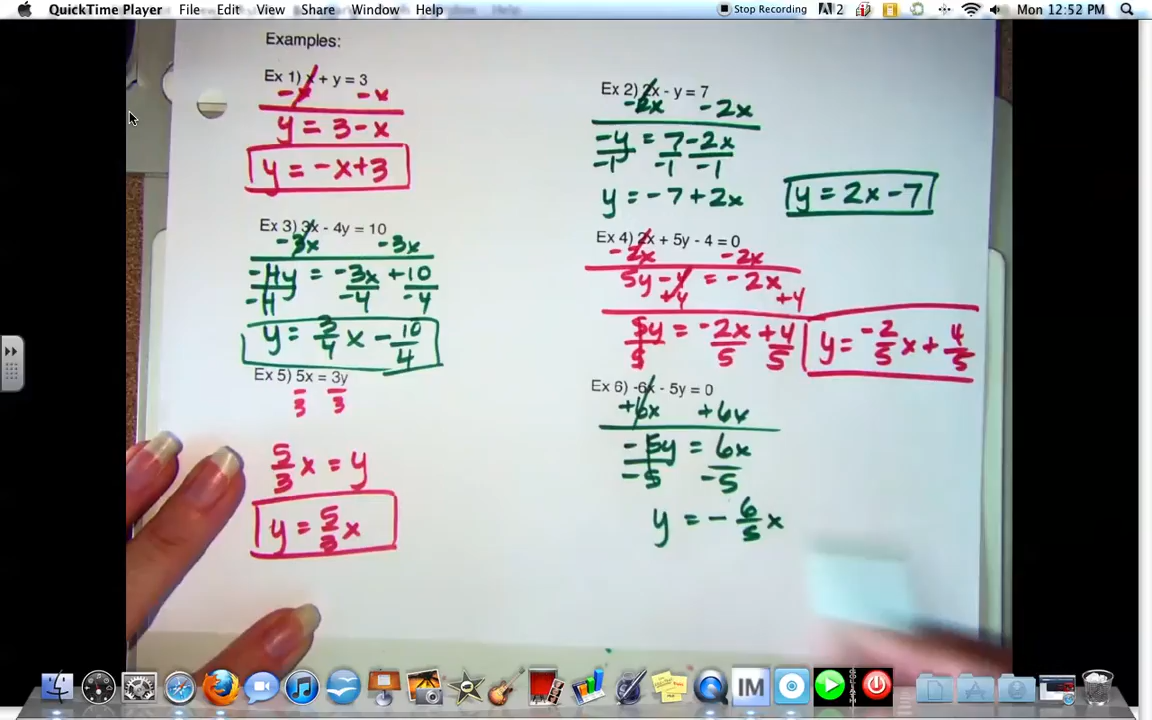 QuickTime Player File Edit View Share Window Help Stop Recording 2 Mon 12:52 PM
Examples:
Ex 1) x + y = 3
-x -x
y = 3 - x
y = -x+3
Ex 2) 2x - y = 7
-2x -2x
-y = 7 -2x
-1 -1 -1
y = -7 + 2x
y = 2x - 7
Ex 3) 3x - 4y = 10
-3x -3x
-4y = -3x +10
-4 -4 -4
y = 3/4 x - 10/4
Ex 4) 2x + 5y - 4 = 0
-2x -2x
5y - 4 = -2x
+4 +4
5y = -2x +4
5 5 5
y = -2/5 x + 4/5
Ex 5) 5x = 3y
3 3
5/3 x = y
y = 5/3 x
Ex 6) -6x - 5y = 0
+6x +6x
-5y = 6x
-5 -5
y = - 6/5 x
IM